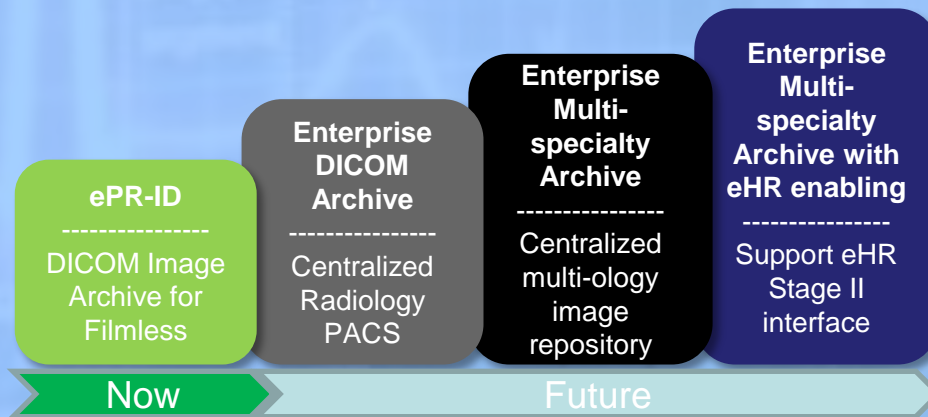 ePR-ID
----------------
DICOM Image
Archive for
Filmless
Enterprise
DICOM
Archive
----------------
Centralized
Radiology
PACS
Enterprise
Multi-
specialty
Archive
----------------
Centralized
multi-ology
image
repository
Enterprise
Multi-
specialty
Archive with
eHR enabling
----------------
Support eHR
Stage II
interface
Now
Future